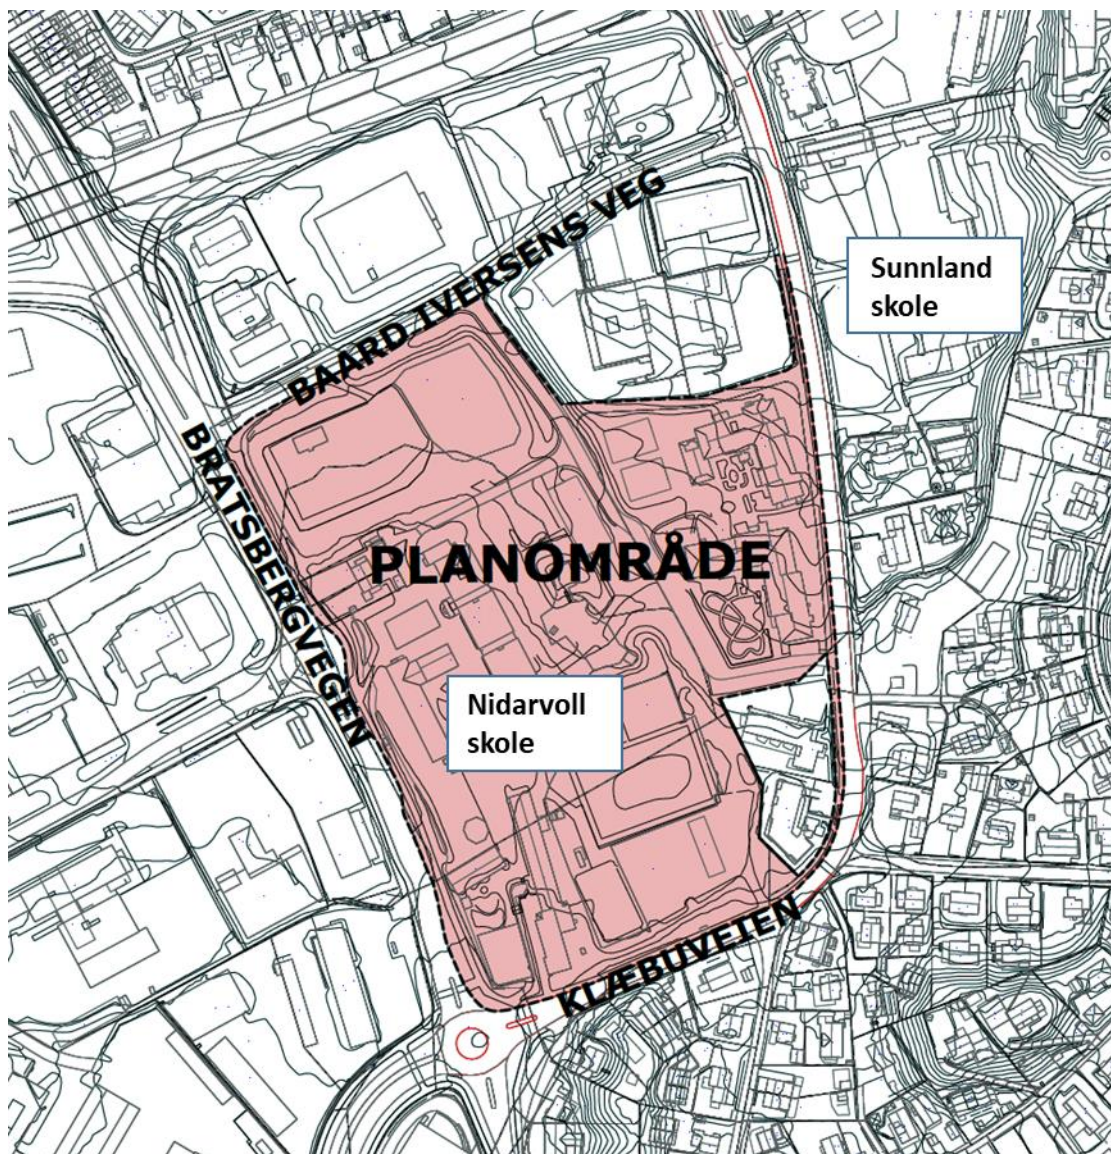 BAARD IVERSENS VEG
Sunnland
skole
BRATSBERGVEGEN
PLANOMRÅDE
Nidarvoll
skole
KLÆBUVEIEN